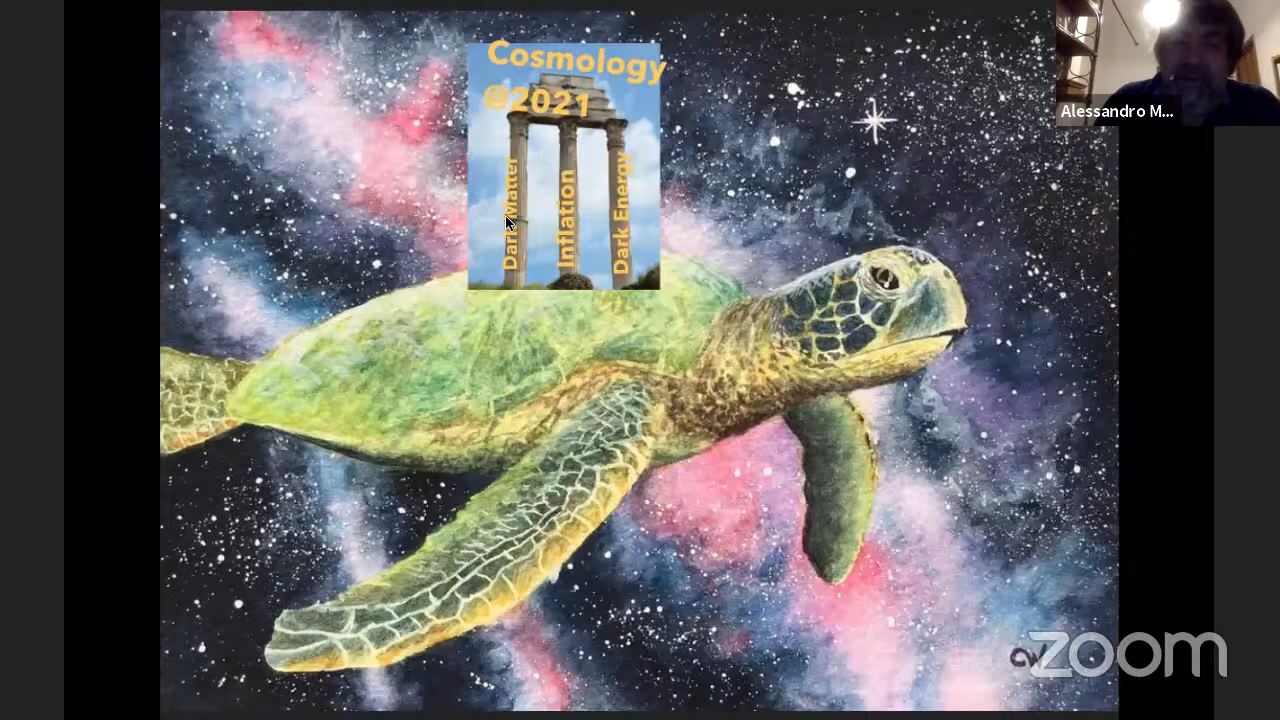 Cosmology
@2021
Dark Matter
Inflation
Dark Energy
Alessandro M...
zoom